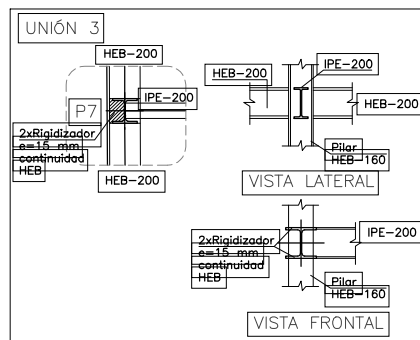 UNIÓN 3
HEB-200
P7
IPE-200
2xRigidizador
e=15 mm
continuidad
HEB
HEB-200
HEB-200
IPE-200
HEB-200
Pilar
HEB-160
VISTA LATERAL
2xRigidizador
e=15 mm
continuidad
HEB
IPE-200
Pilar
HEB-160
VISTA FRONTAL